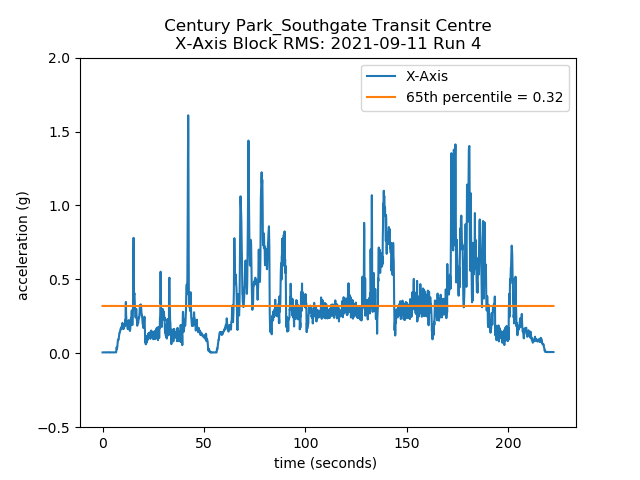 Century Park_Southgate Transit Centre
X-Axis Block RMS: 2021-09-11 Run 4
X-Axis
65th percentile = 0.32
acceleration (g)
2.0
1.5
1.0
0.5
0.0
−0.5
0
50
100
150
200
time (seconds)